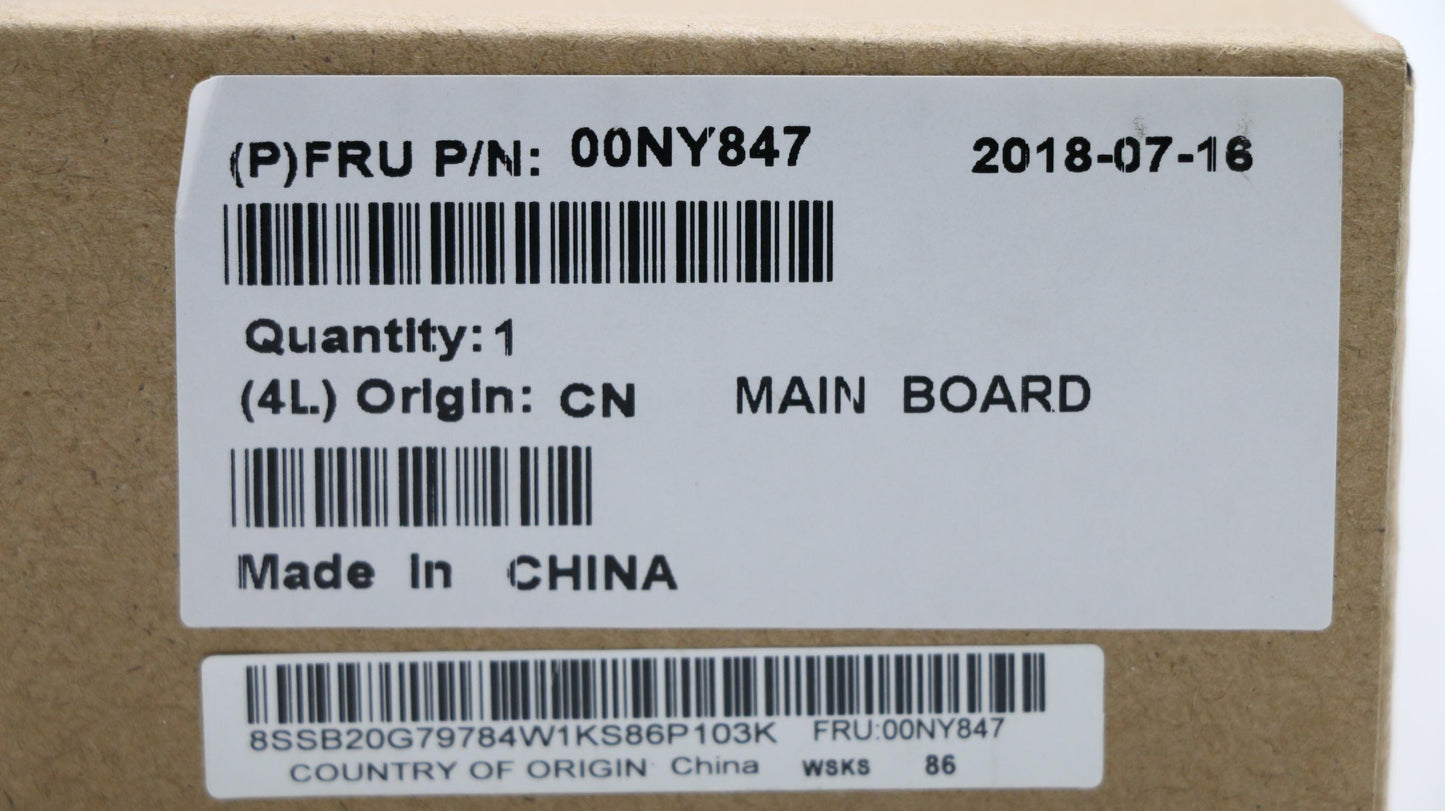 (P)FRU P/N: 00NY847 2018-07-16
Quantity: 1
(4L) Origin: CN MAIN BOARD
Made In CHINA
8SSB20G79784W1KS86P103K FRU:00NY847
COUNTRY OF ORIGIN China WSKS 86